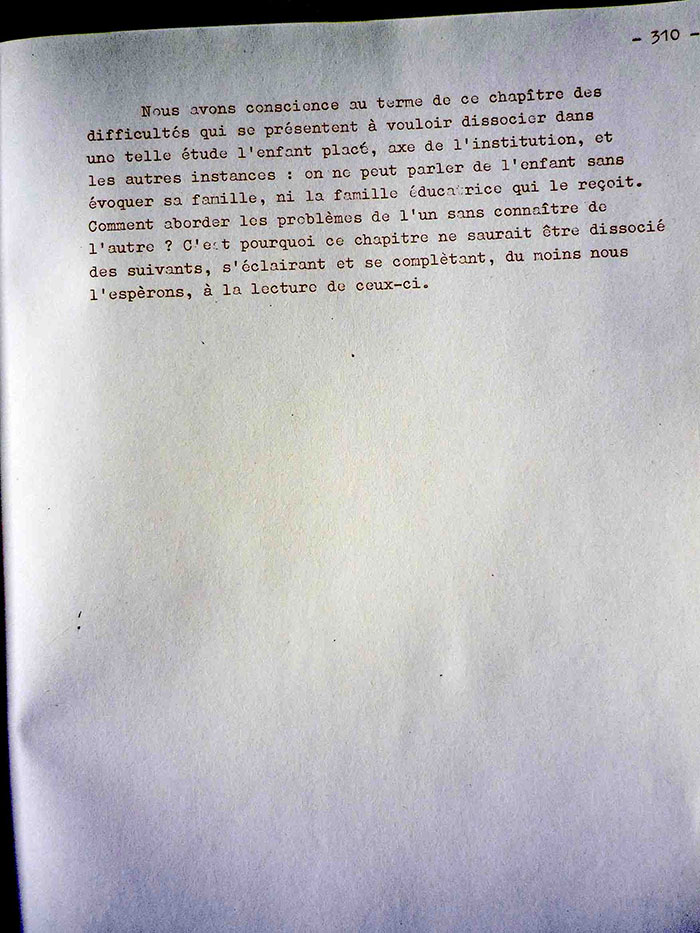 - 310 -
Nous avons conscience au terme de ce chapître des
difficultés qui se présentent à vouloir dissocier dans
une telle étude l'enfant placé, axe de l'institution, et
les autres instances : on ne peut parler de l'enfant sans
évoquer sa famille, ni la famille éducatrice qui le reçoit.
Comment aborder les problèmes de l'un sans connaître de
l'autre ? C'est pourquoi ce chapitre ne saurait être dissocié
des suivants, s'éclairant et se complètant, du moins nous
l'espèrons, à la lecture de ceux-ci.